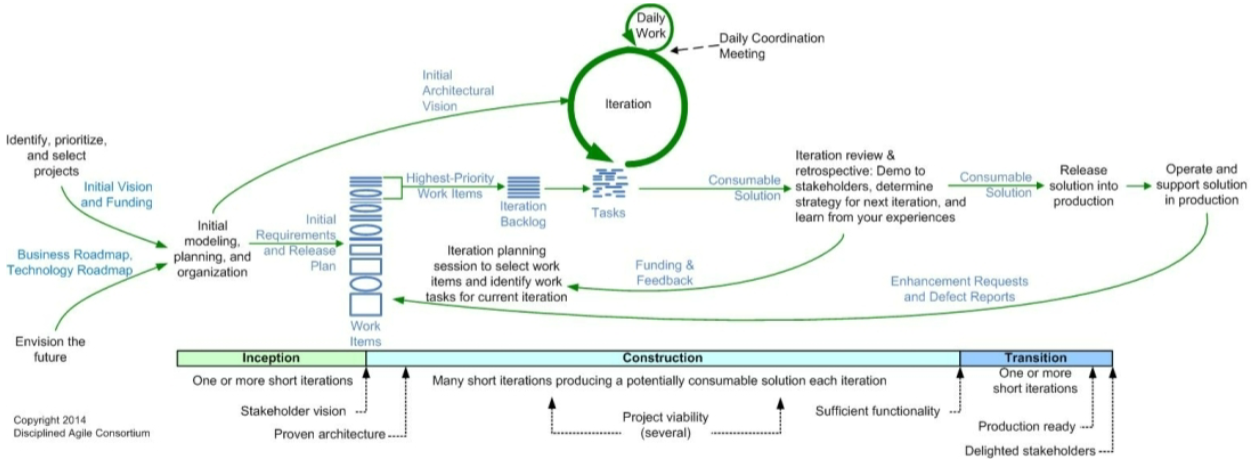 Daily
Work
Daily Coordination
Meeting
Initial
Architectural
Vision
Iteration
Identify, prioritize,
and select
projects
Initial Vision
and Funding
Business Roadmap,
Technology Roadmap
Envision the
future
Initial
modeling,
planning, and
organization
Initial
Requirements
and Release
Plan
Work
Items
Highest-Priority
Work Items
Iteration
Backlog
Tasks
Iteration planning
session to select work
items and identify work
tasks for current iteration
Consumable
Solution
Iteration review &
retrospective: Demo to
stakeholders, determine
strategy for next iteration, and
learn from your experiences
Funding &
Feedback
Consumable
Solution
Release
solution into
production
Operate and
support solution
in production
Enhancement Requests
and Defect Reports
Inception
Construction
Transition
One or more short iterations
Many short iterations producing a potentially consumable solution each iteration
One or more
short iterations
Stakeholder vision
Proven architecture
Project viability
(several)
Sufficient functionality
Production ready
Delighted stakeholders
Copyright 2014
Disciplined Agile Consortium